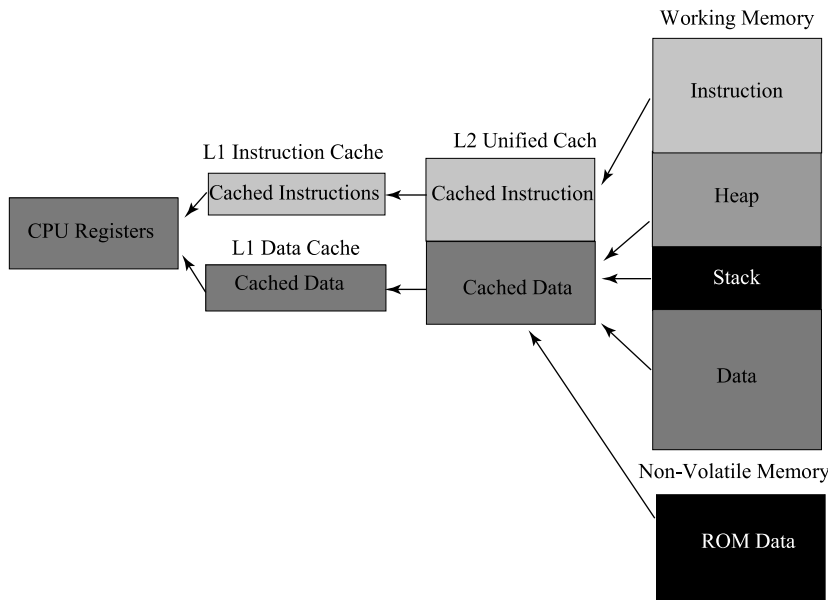 Working Memory
Instruction
L1 Instruction Cache
L2 Unified Cach
Cached Instructions
Cached Instruction
Heap
CPU Registers
L1 Data Cache
Cached Data
Cached Data
Stack
Data
Non-Volatile Memory
ROM Data